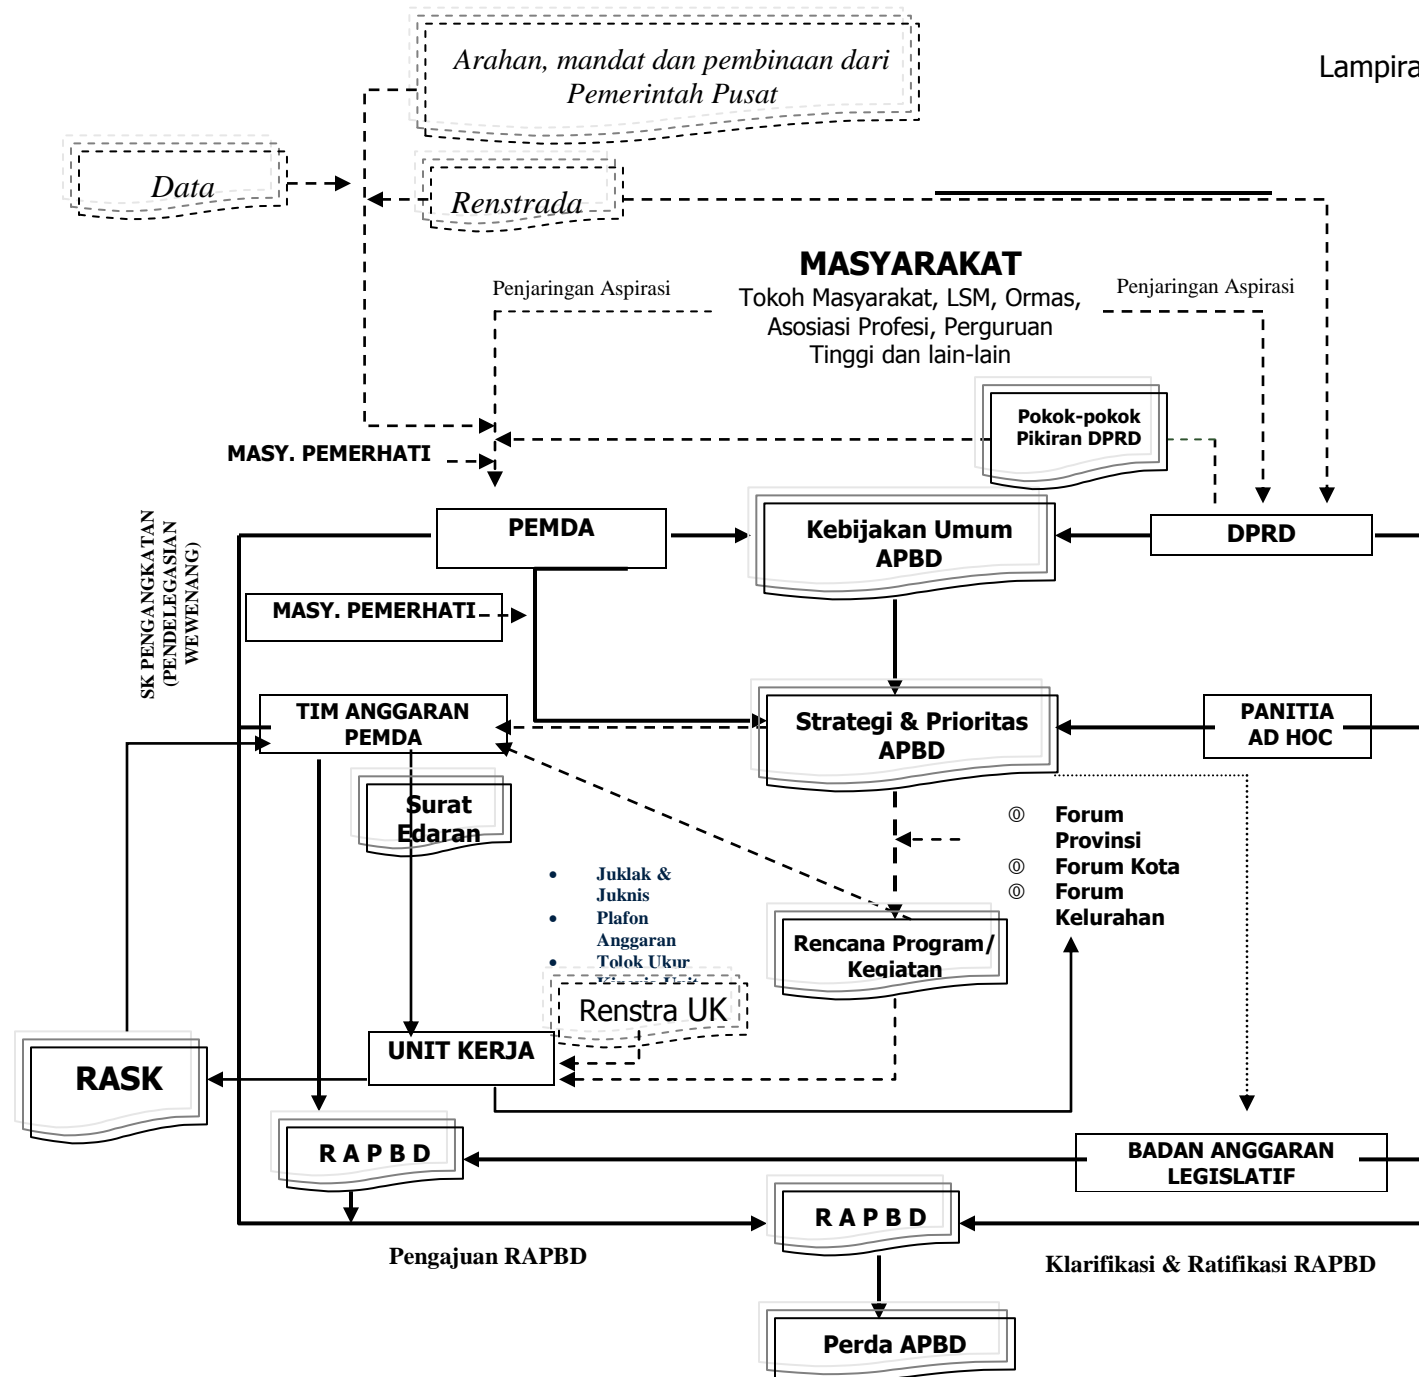 Arahan, mandat dan pembinaan dari
Pemerintah Pusat
Lampira
Data
Renstrada
MASYARAKAT
Tokoh Masyarakat, LSM, Ormas,
Asosiasi Profesi, Perguruan
Tinggi dan lain-lain
Penjaringan Aspirasi
Penjaringan Aspirasi
Pokok-pokok
Pikiran DPRD
MASY. PEMERHATI
SK PENGANGKATAN
(PENDELEGASIAN
WEWENANG)
PEMDA
Kebijakan Umum
APBD
DPRD
MASY. PEMERHATI
TIM ANGGARAN
PEMDA
Strategi & Prioritas
APBD
PANITIA
AD HOC
Surat
Edaran
⓪ Forum
Provinsi
⓪ Forum Kota
⓪ Forum
Kelurahan
• Juklak &
Juknis
• Plafon
Anggaran
• Tolok Ukur
Rencana Program/
Kegiatan
Renstra UK
UNIT KERJA
RASK
R A P B D
BADAN ANGGARAN
LEGISLATIF
R A P B D
Pengajuan RAPBD
Klarifikasi & Ratifikasi RAPBD
Perda APBD